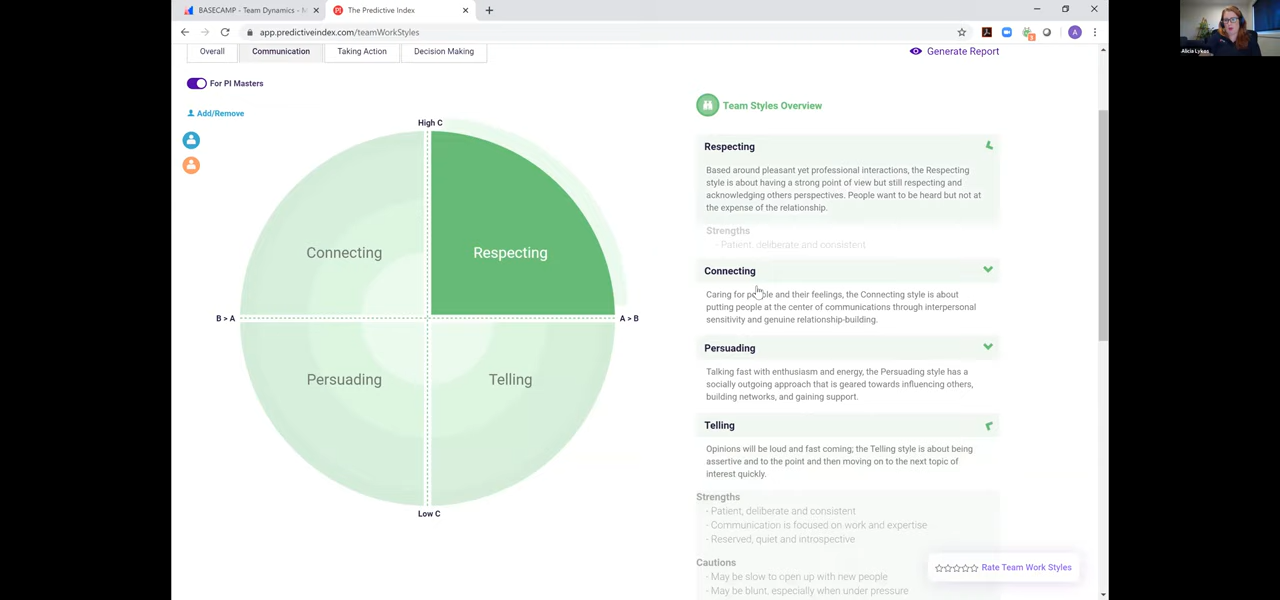 BASECAMP - Team Dynamics - M
The Predictive Index
app.predictiveindex.com/teamWorkStyles
A
Alicia Lykes
Overall
Communication
Taking Action
Decision Making
Generate Report
For PI Masters
Add/Remove
High C
Connecting
Respecting
B > A
A > B
Persuading
Telling
Low C
Team Styles Overview
Respecting
Based around pleasant yet professional interactions, the Respecting
style is about having a strong point of view but still respecting and
acknowledging others perspectives. People want to be heard but not at
the expense of the relationship.
Strengths
- Patient, deliberate and consistent
Connecting
Caring for people and their feelings, the Connecting style is about
putting people at the center of communications through interpersonal
sensitivity and genuine relationship-building.
Persuading
Talking fast with enthusiasm and energy, the Persuading style has a
socially outgoing approach that is geared towards influencing others,
building networks, and gaining support.
Telling
Opinions will be loud and fast coming; the Telling style is about being
assertive and to the point and then moving on to the next topic of
interest quickly.
Strengths
- Patient, deliberate and consistent
- Communication is focused on work and expertise
- Reserved, quiet and introspective
Cautions
- May be slow to open up with new people
- May be blunt, especially when under pressure
Rate Team Work Styles